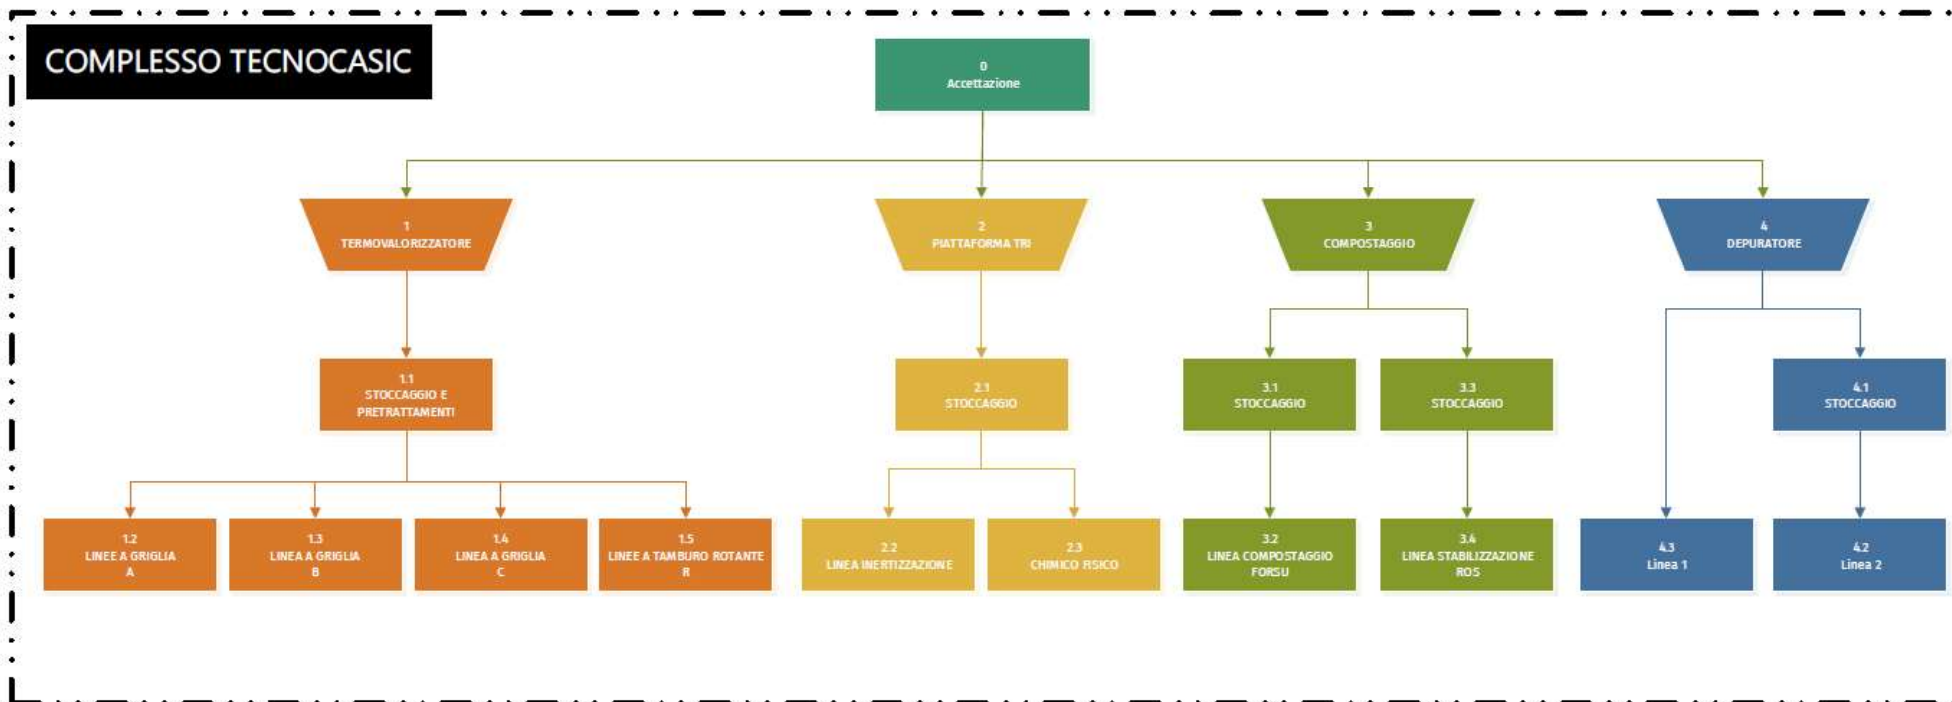 COMPLESSO TECNOCASIC
0
Accettazione
1
TERMOVALORIZZATORE
2
PIATTAFORMA TRI
3
COMPOSTAGGIO
4
DEPURATORE
1.1
STOCCAGGIO E
PRETRATTAMENTI
2.1
STOCCAGGIO
3.1
STOCCAGGIO
3.3
STOCCAGGIO
4.1
STOCCAGGIO
1.2
LINEE A GRIGLIA
A
1.3
LINEA A GRIGLIA
B
1.4
LINEA A GRIGLIA
C
1.5
LINEE A TAMBURO ROTANTE
R
2.2
LINEA INERTIZZAZIONE
2.3
CHIMICO FISICO
3.2
LINEA COMPOSTAGGIO
FORSU
3.4
LINEA STABILIZZAZIONE
ROS
4.3
Linea 1
4.2
Linea 2